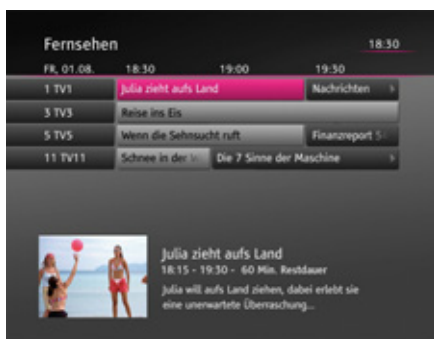 Fernsehen 18:30
FR, 01.08. 18:30 19:00 19:30
1 TV1 Julia zieht aufs Land Nachrichten
3 TV3 Reise ins Eis
5 TV5 Wenn die Sehnsucht ruft Finanzreport
11 TV11 Schnee in der Die 7 Sinne der Maschine
Julia zieht aufs Land
18:15 - 19:30 - 60 Min. Restdauer
Julia will aufs Land ziehen, dabei erlebt sie
eine unerwartete Überraschung...